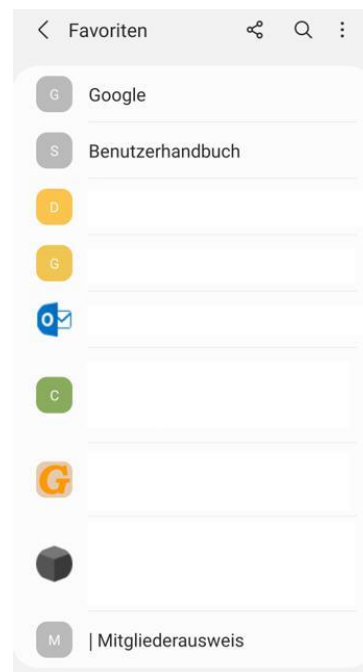 Favoriten
G Google
S Benutzerhandbuch
D
G
o
C
G
M | Mitgliederausweis